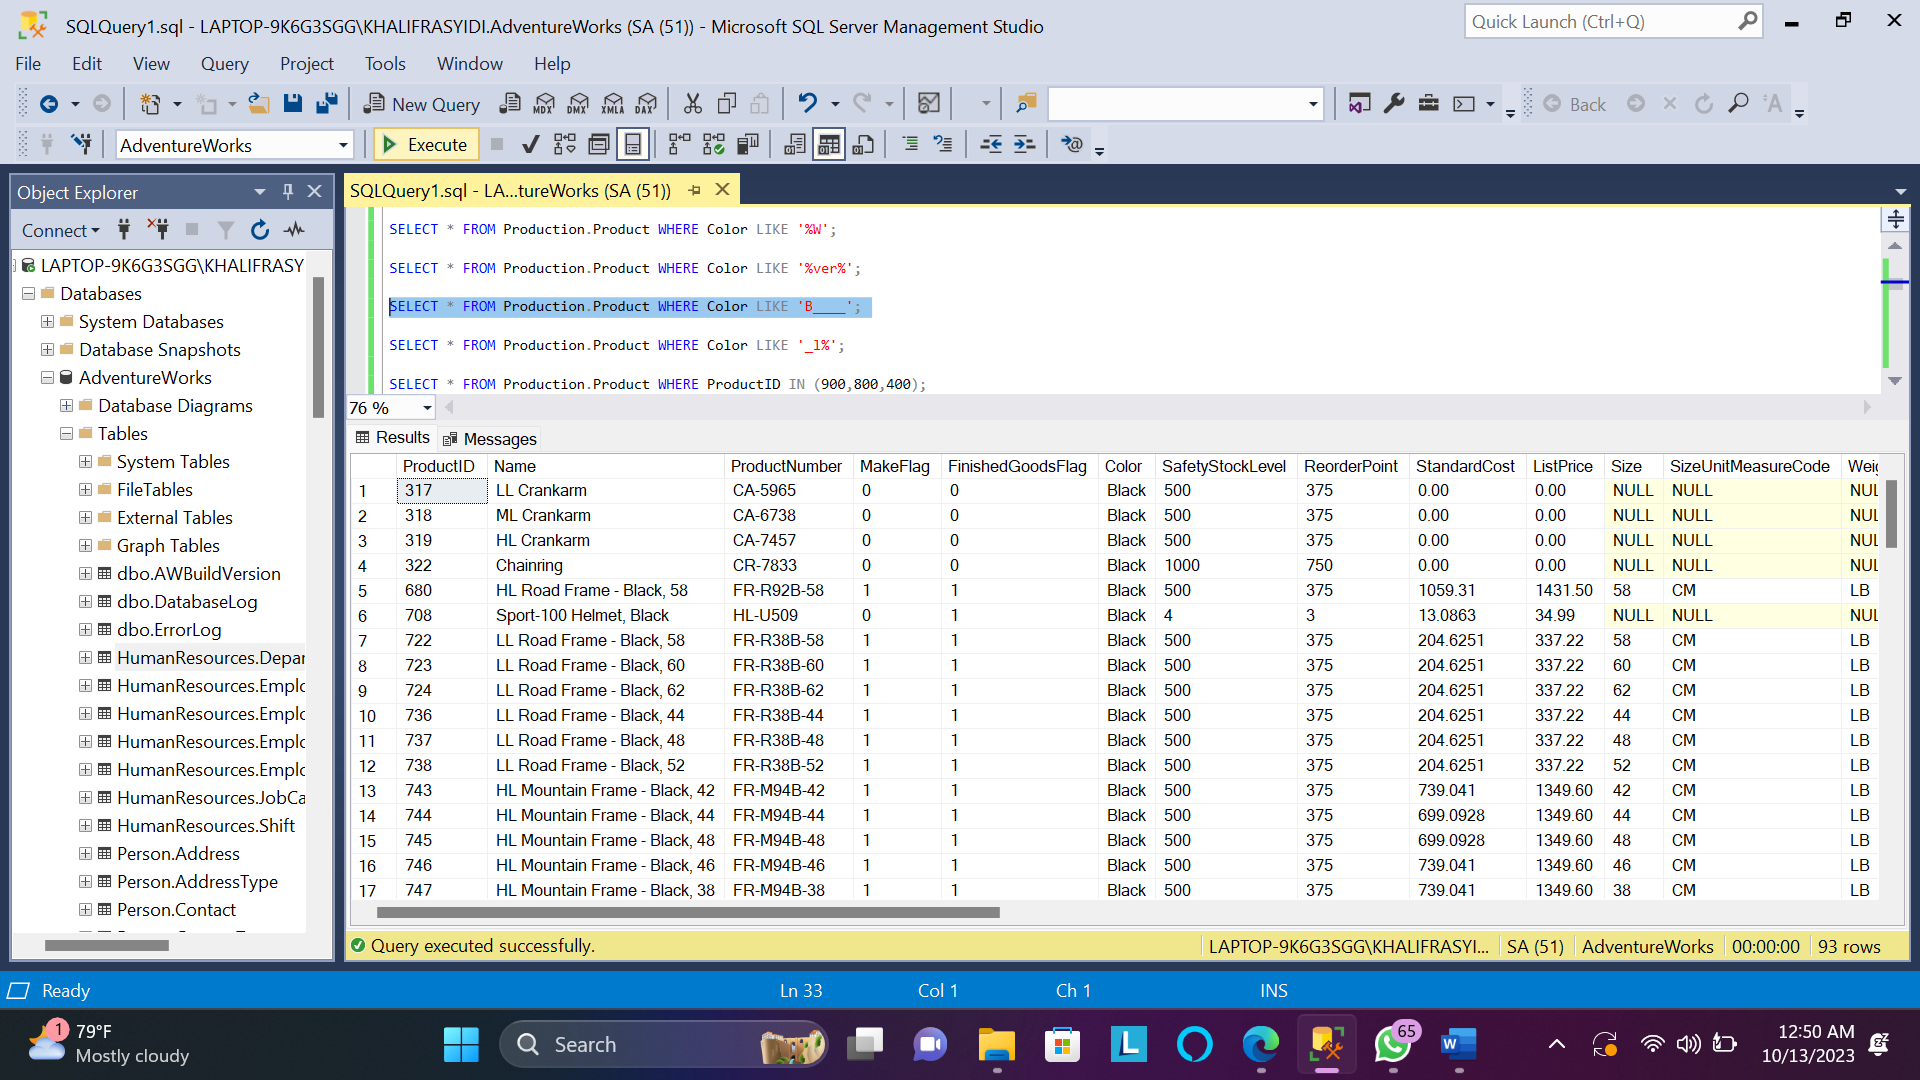 SQLQuery1.sql - LAPTOP-9K6G3SGG\KHALIFRASYIDI.AdventureWorks (SA (51)) - Microsoft SQL Server Management Studio
Quick Launch (Ctrl+Q)
File Edit View Query Project Tools Window Help
New Query MDX DMX XMLA DAX Back
AdventureWorks Execute
Object Explorer
SQLQuery1.sql - LA...tureWorks (SA (51))
Connect
LAPTOP-9K6G3SGG\KHALIFRASY
Databases
System Databases
Database Snapshots
AdventureWorks
Database Diagrams
Tables
System Tables
FileTables
External Tables
Graph Tables
dbo.AWBuildVersion
dbo.DatabaseLog
dbo.ErrorLog
HumanResources.Depar
HumanResources.Emplo
HumanResources.Emplo
HumanResources.Emplo
HumanResources.Emplo
HumanResources.JobCa
HumanResources.Shift
Person.Address
Person.AddressType
Person.Contact
SELECT * FROM Production.Product WHERE Color LIKE '%W';
SELECT * FROM Production.Product WHERE Color LIKE '%ver%';
SELECT * FROM Production.Product WHERE Color LIKE 'B____';
SELECT * FROM Production.Product WHERE Color LIKE '_l%';
SELECT * FROM Production.Product WHERE ProductID IN (900,800,400);
76 %
Results Messages
ProductID Name ProductNumber MakeFlag FinishedGoodsFlag Color SafetyStockLevel ReorderPoint StandardCost ListPrice Size SizeUnitMeasureCode Weig
1 317 LL Crankarm CA-5965 0 0 Black 500 375 0.00 0.00 NULL NULL NUL
2 318 ML Crankarm CA-6738 0 0 Black 500 375 0.00 0.00 NULL NULL NUL
3 319 HL Crankarm CA-7457 0 0 Black 500 375 0.00 0.00 NULL NULL NUL
4 322 Chainring CR-7833 0 0 Black 1000 750 0.00 0.00 NULL NULL NUL
5 680 HL Road Frame - Black, 58 FR-R92B-58 1 1 Black 500 375 1059.31 1431.50 58 CM LB
6 708 Sport-100 Helmet, Black HL-U509 0 1 Black 4 3 13.0863 34.99 NULL NULL NUL
7 722 LL Road Frame - Black, 58 FR-R38B-58 1 1 Black 500 375 204.6251 337.22 58 CM LB
8 723 LL Road Frame - Black, 60 FR-R38B-60 1 1 Black 500 375 204.6251 337.22 60 CM LB
9 724 LL Road Frame - Black, 62 FR-R38B-62 1 1 Black 500 375 204.6251 337.22 62 CM LB
10 736 LL Road Frame - Black, 44 FR-R38B-44 1 1 Black 500 375 204.6251 337.22 44 CM LB
11 737 LL Road Frame - Black, 48 FR-R38B-48 1 1 Black 500 375 204.6251 337.22 48 CM LB
12 738 LL Road Frame - Black, 52 FR-R38B-52 1 1 Black 500 375 204.6251 337.22 52 CM LB
13 743 HL Mountain Frame - Black, 42 FR-M94B-42 1 1 Black 500 375 739.041 1349.60 42 CM LB
14 744 HL Mountain Frame - Black, 44 FR-M94B-44 1 1 Black 500 375 699.0928 1349.60 44 CM LB
15 745 HL Mountain Frame - Black, 48 FR-M94B-48 1 1 Black 500 375 699.0928 1349.60 48 CM LB
16 746 HL Mountain Frame - Black, 46 FR-M94B-46 1 1 Black 500 375 739.041 1349.60 46 CM LB
17 747 HL Mountain Frame - Black, 38 FR-M94B-38 1 1 Black 500 375 739.041 1349.60 38 CM LB
Query executed successfully. LAPTOP-9K6G3SGG\KHALIFRASYI... SA (51) AdventureWorks 00:00:00 93 rows
Ready Ln 33 Col 1 Ch 1 INS
1 79°F
Mostly cloudy
Search
L
65
W
12:50 AM
10/13/2023